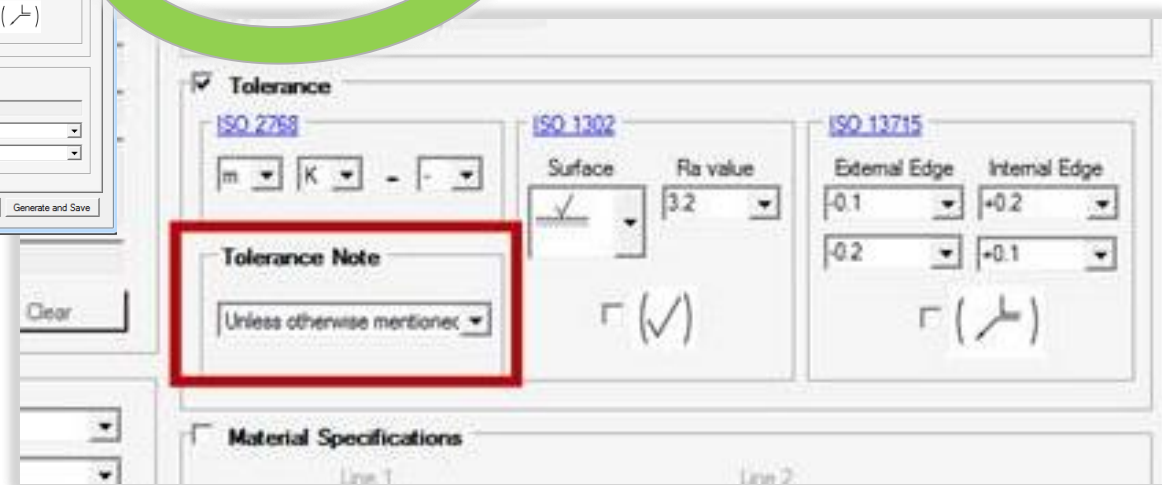 Generate and Save
Clear
Tolerance
ISO 2768
m K - -
Tolerance Note
Unless otherwise mentionec
ISO 1302
Surface Ra value
3.2
(√)
ISO 13715
External Edge Internal Edge
-0.1 +0.2
-0.2 +0.1
Material Specifications
Line 1 Line 2